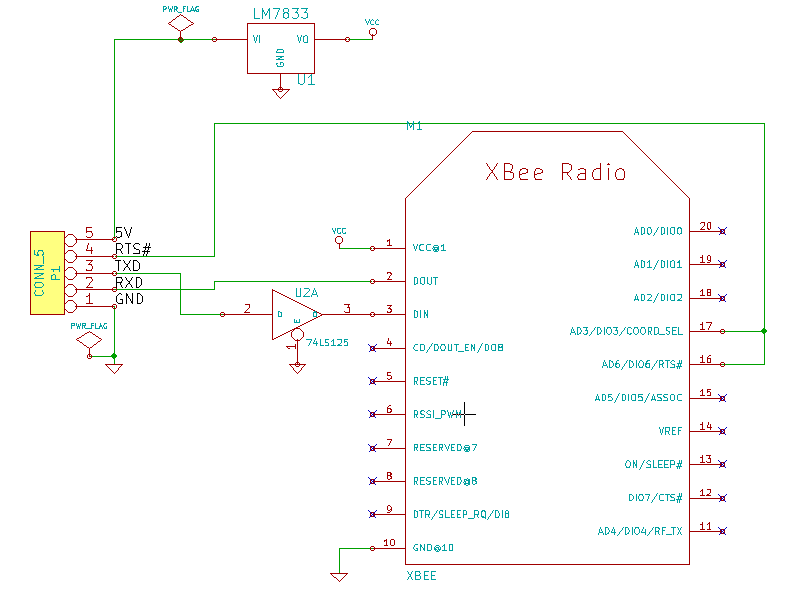 PWR_FLAG
LM7833
VI
VO
GND
U1
VCC
M1
XBee Radio
CONN_5
P1
5
5V
4
RTS#
3
TXD
2
RXD
1
GND
PWR_FLAG
U2A
2
D
E
O
3
1
74LS125
VCC
1
VCC@1
2
DOUT
3
DIN
4
CD/DOUT_EN/DO8
5
RESET#
6
RSSI_PWM
7
RESERVED@7
8
RESERVED@8
9
DTR/SLEEP_RQ/DI8
10
GND@10
AD0/DIO0
20
AD1/DIO1
19
AD2/DIO2
18
AD3/DIO3/COORD_SEL
17
AD6/DIO6/RTS#
16
AD5/DIO5/ASSOC
15
VREF
14
ON/SLEEP#
13
DIO7/CTS#
12
AD4/DIO4/RF_TX
11
XBEE